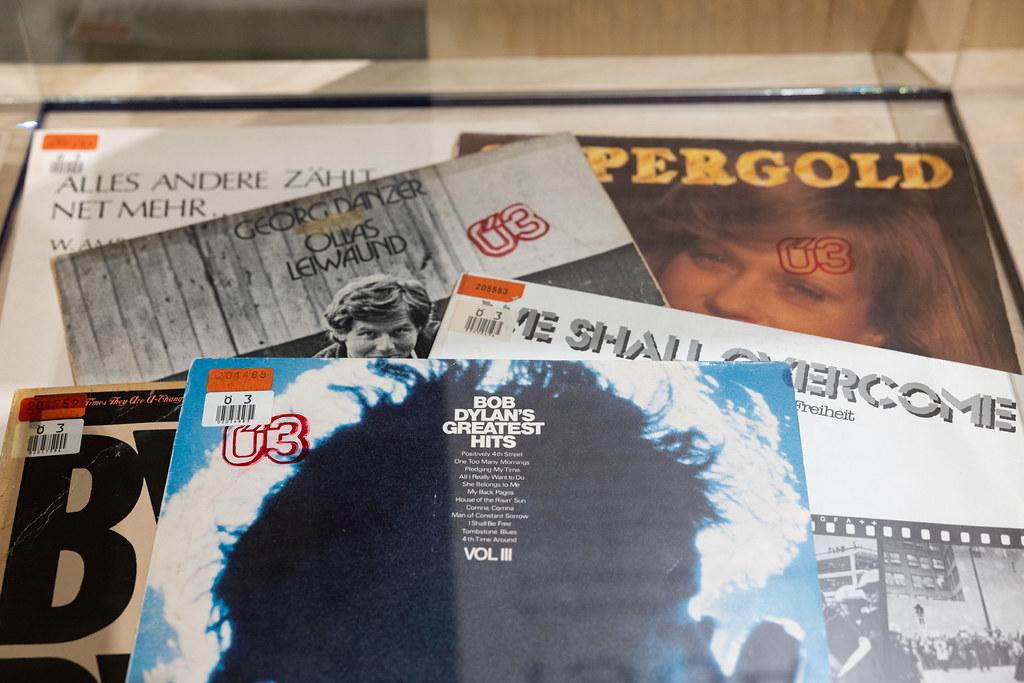 ALLES ANDERE ZÄHLT
NET MEHR..
GEORG DANZER
OLLAS
LEIWAUND
Ö3
PERGOLD
Ö3
205583
Ö 3
ME SHALL OVERCOME
Freiheit
GFA++
Times They Are A-Chang
201759
Ö 3
B
Ö 3
Ö3
BOB
DYLAN'S
GREATEST
HITS
Positively 4th Street
One Too Many Mornings
Pledging My Time
All I Really Want to Do
She Belongs to Me
My Back Pages
House of the Risin' Sun
Corrina, Corrina
Man of Constant Sorrow
I Shall Be Free
Tombstone Blues
4th Time Around
VOL III